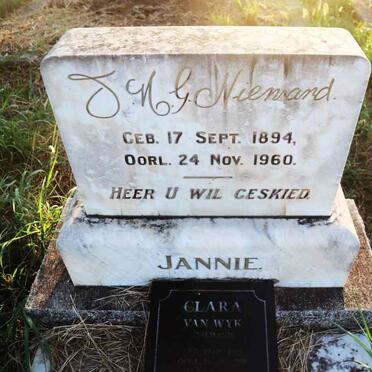 J. N. G. Niemand.
GEB. 17 SEPT. 1894,
OORL. 24 NOV. 1960.
HEER U WIL GESKIED.
JANNIE.
CLARA
VAN WYK